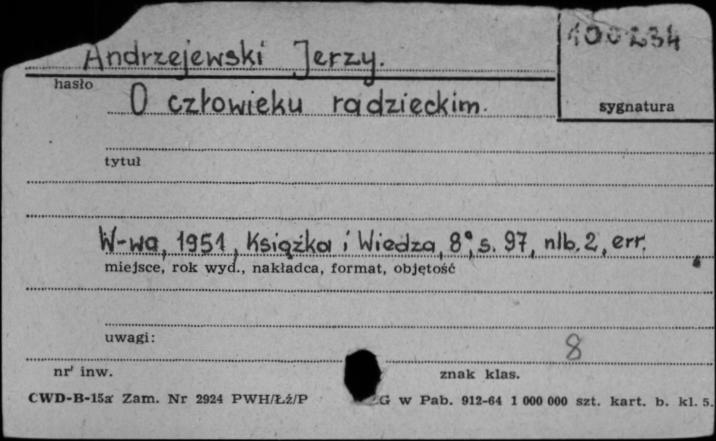 Andrzejewski Jerzy.
100234
hasło
sygnatura
O człowieku radzieckim.
tytuł
W-wa, 1951, Książka i Wiedza, 8°, s. 97, nlb. 2, err.
miejsce, rok wyd., nakładca, format, objętość
uwagi:
8
nr inw.
znak klas.
CWD-B-15a Zam. Nr 2924 PWH/Łż/P G w Pab. 912-64 1 000 000 szt. kart. b. kl. 5.